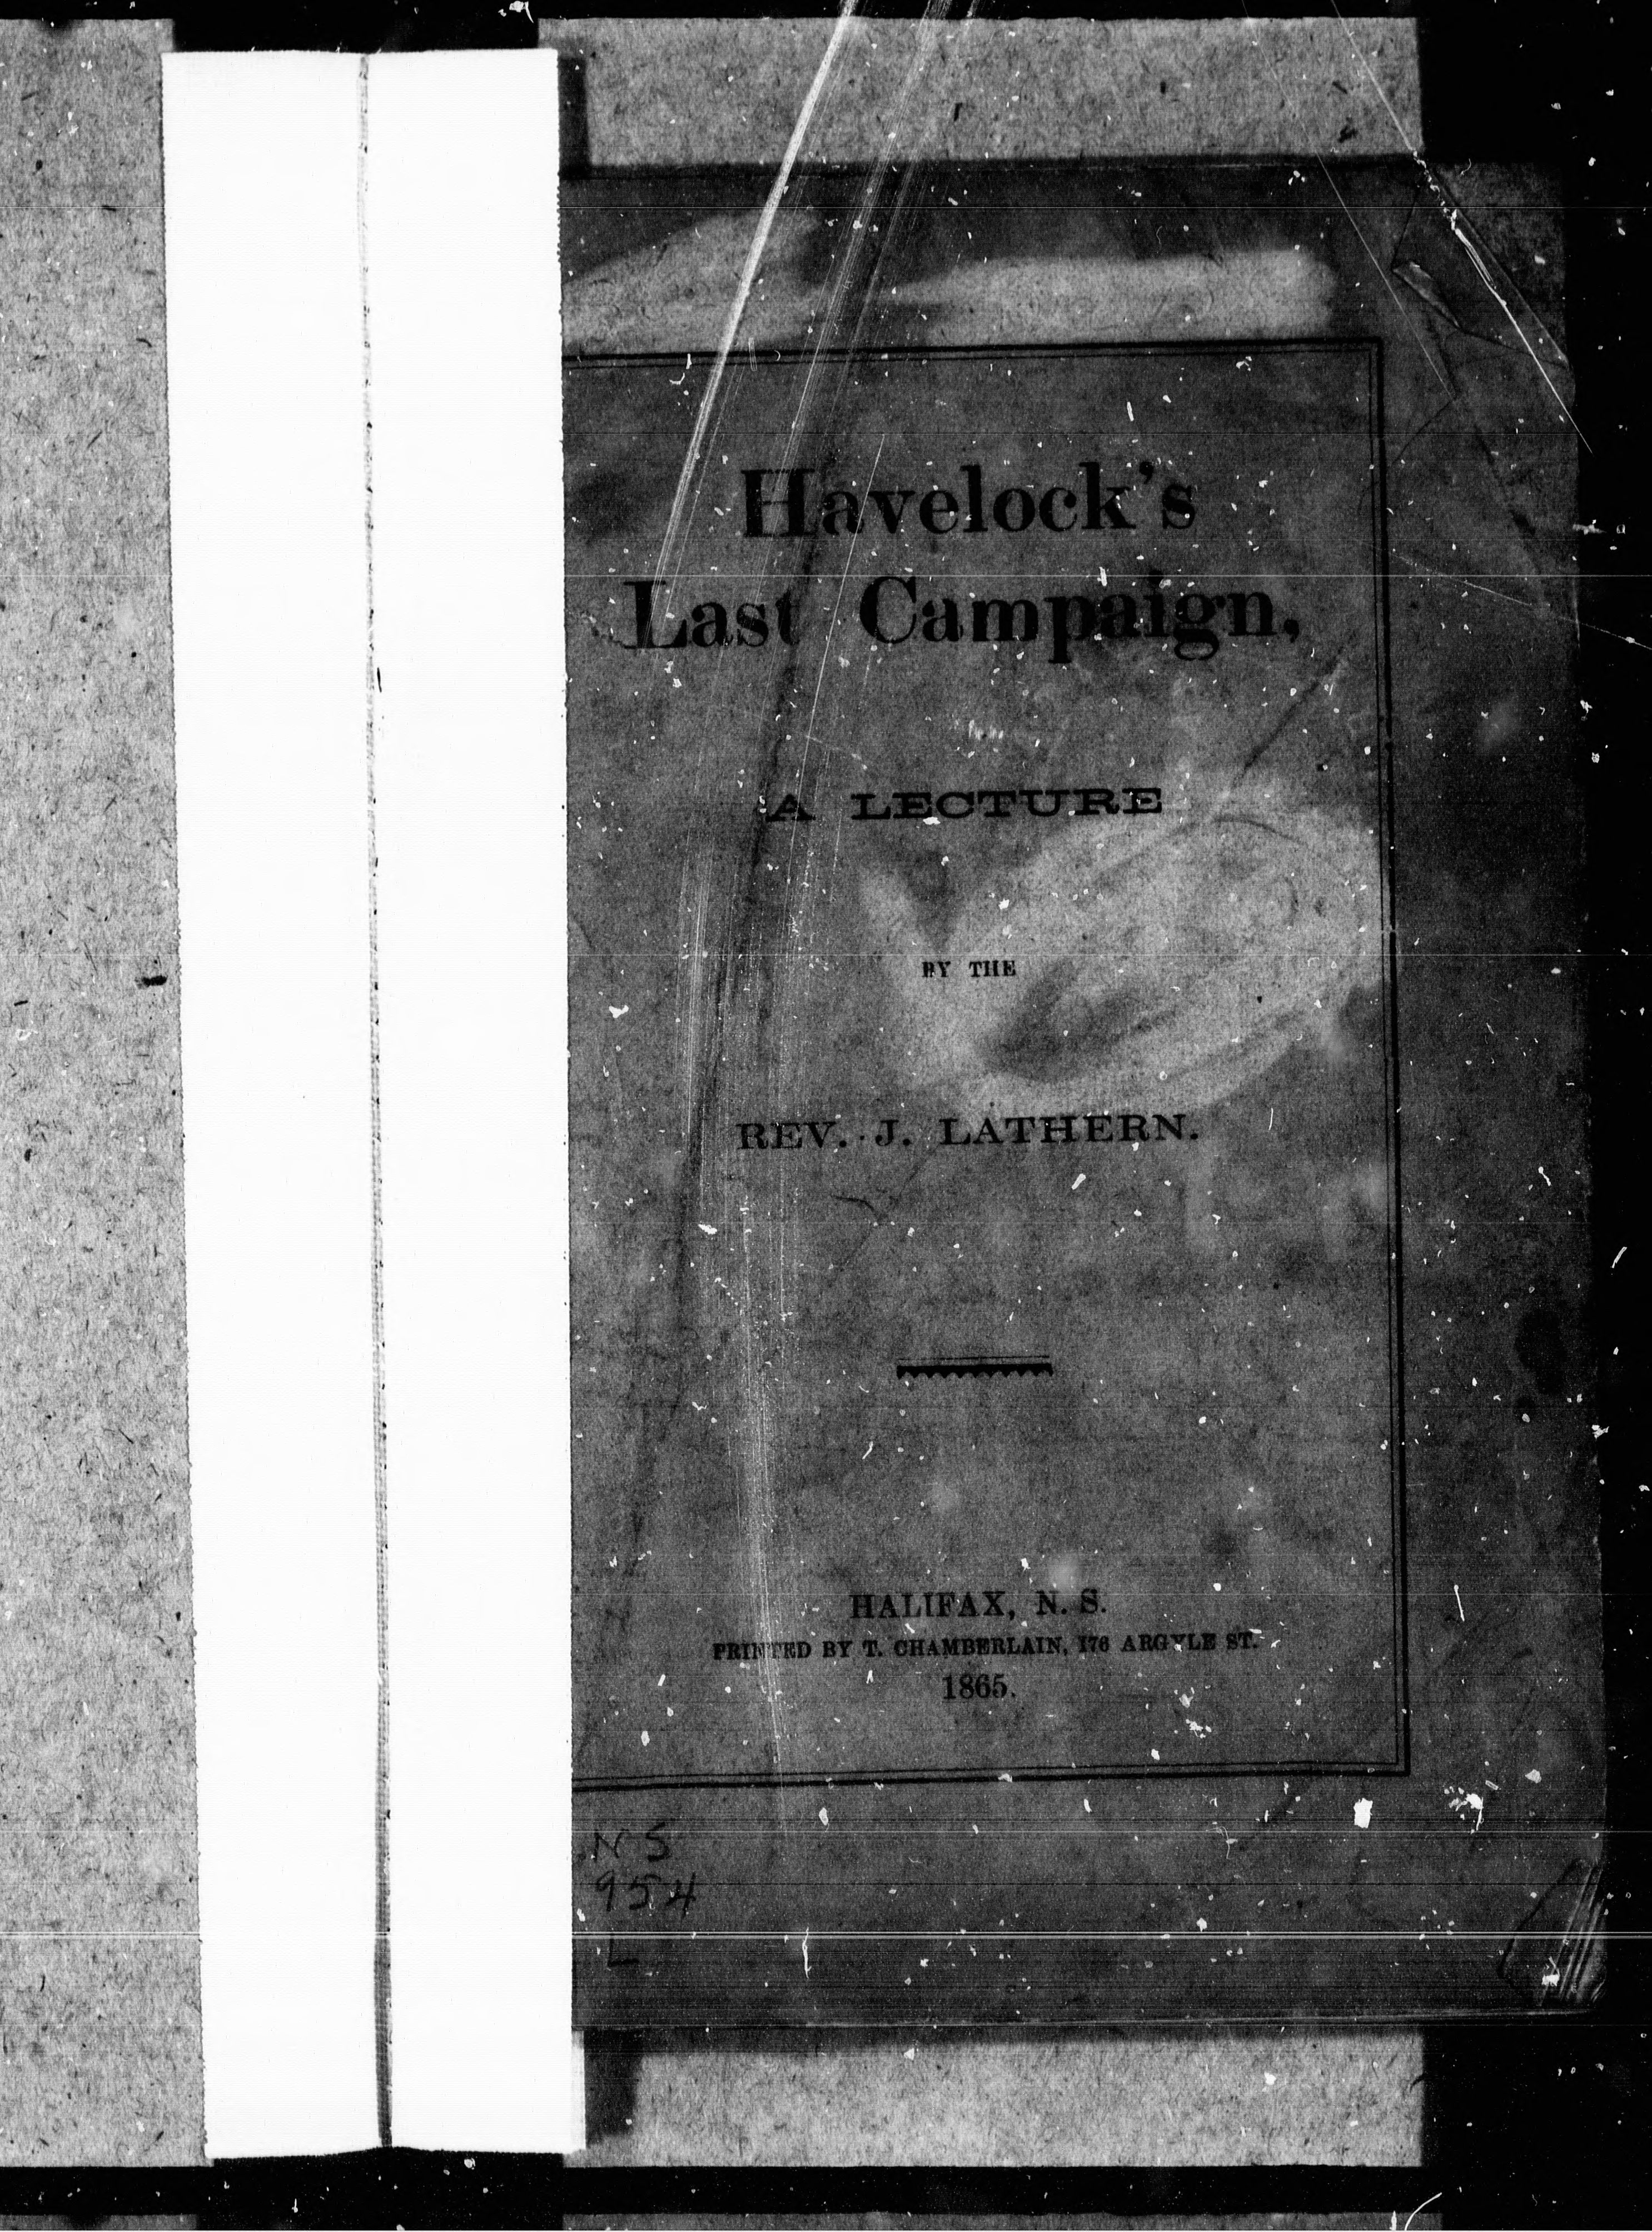 Havelock's
Last Campaign,
A LECTURE
BY THE
REV. J. LATHERN.
HALIFAX, N. S.
PRINTED BY T. CHAMBERLAIN, 176 ARGYLE ST.
1865.
N S
954
L